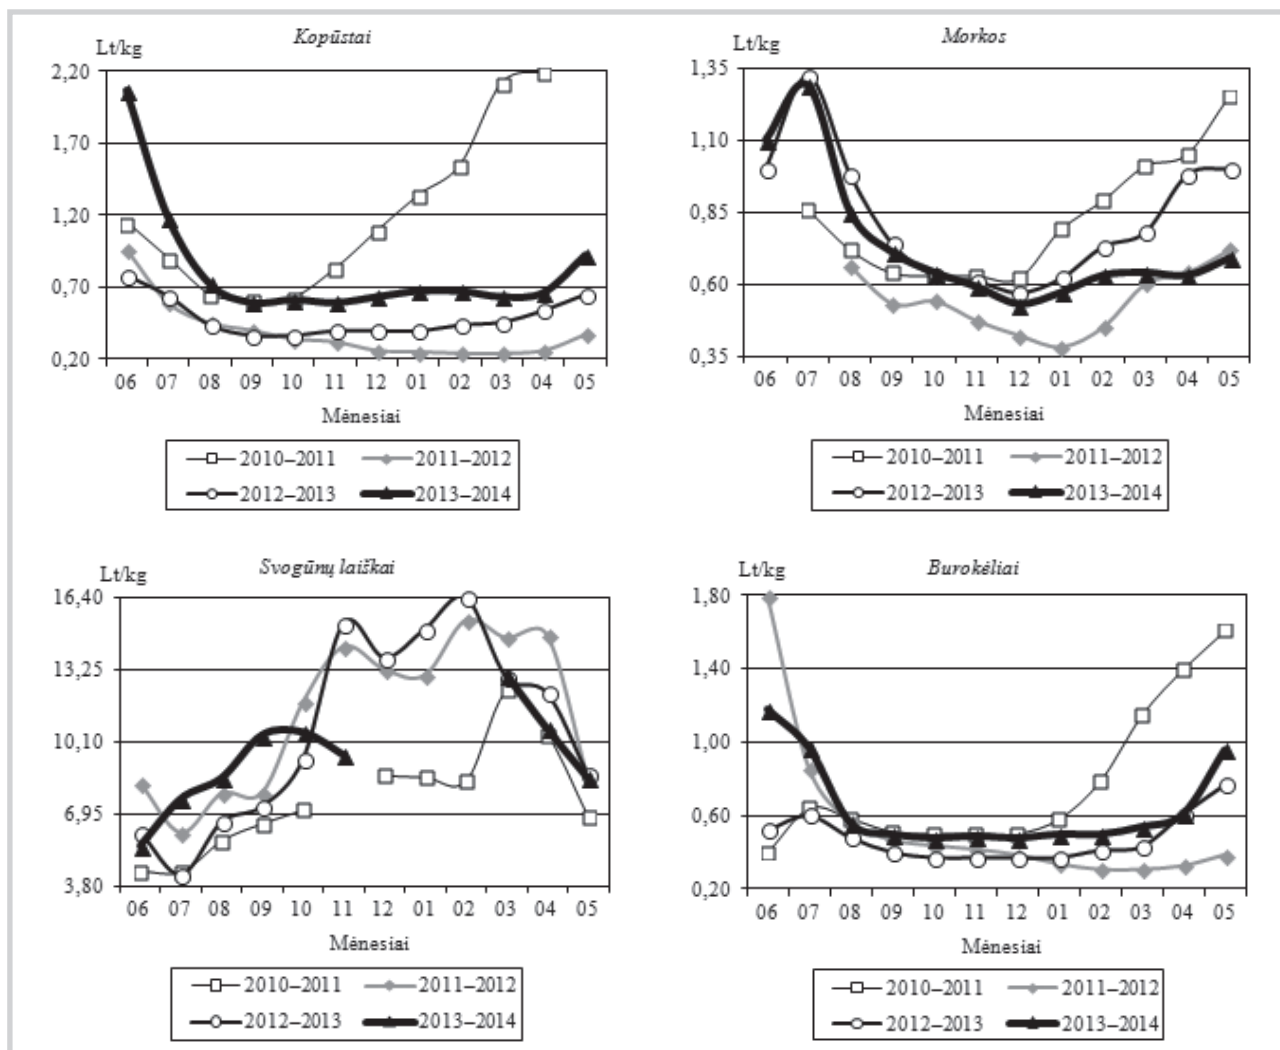 Kopūstai
Lt/kg
2,20
1,70
1,20
0,70
0,20
06 07 08 09 10 11 12 01 02 03 04 05
Mėnesiai
2010–2011 2011–2012
2012–2013 2013–2014
Morkos
Lt/kg
1,35
1,10
0,85
0,60
0,35
06 07 08 09 10 11 12 01 02 03 04 05
Mėnesiai
2010–2011 2011–2012
2012–2013 2013–2014
Svogūnų laiškai
Lt/kg
16,40
13,25
10,10
6,95
3,80
06 07 08 09 10 11 12 01 02 03 04 05
Mėnesiai
2010–2011 2011–2012
2012–2013 2013–2014
Burokėliai
Lt/kg
1,80
1,40
1,00
0,60
0,20
06 07 08 09 10 11 12 01 02 03 04 05
Mėnesiai
2010–2011 2011–2012
2012–2013 2013–2014